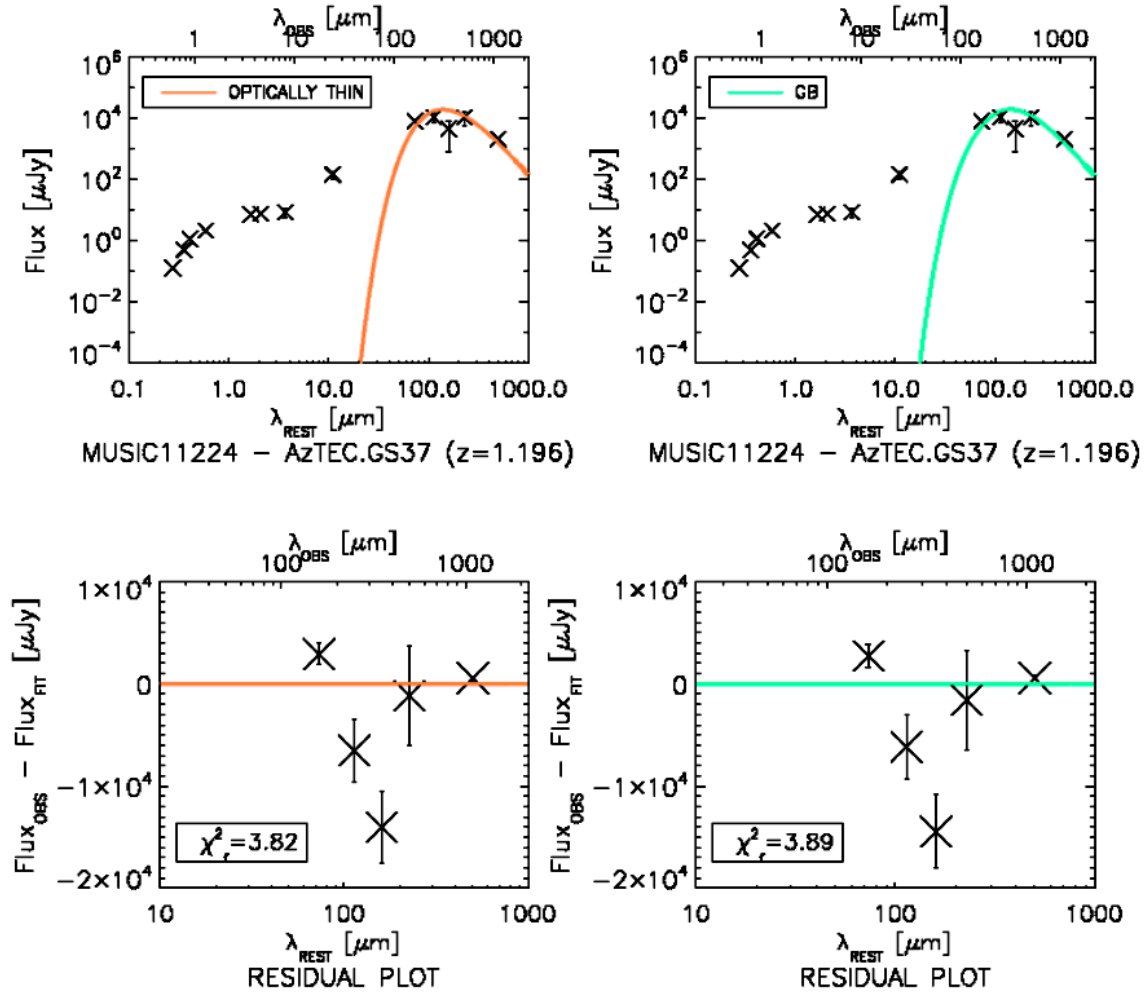 λOBS [μm]
1 10 100 1000
Flux [μJy]
10^6
10^4
10^2
10^0
10^-2
10^-4
OPTICALLY THIN
0.1 1.0 10.0 100.0 1000.0
λREST [μm]
MUSIC11224 - AzTEC.GS37 (z=1.196)
λOBS [μm]
1 10 100 1000
Flux [μJy]
10^6
10^4
10^2
10^0
10^-2
10^-4
GB
0.1 1.0 10.0 100.0 1000.0
λREST [μm]
MUSIC11224 - AzTEC.GS37 (z=1.196)
λOBS [μm]
100 1000
FluxOBS - FluxFIT [μJy]
1×10^4
0
-1×10^4
-2×10^4
χ²r=3.82
10 100 1000
λREST [μm]
RESIDUAL PLOT
λOBS [μm]
100 1000
FluxOBS - FluxFIT [μJy]
1×10^4
0
-1×10^4
-2×10^4
χ²r=3.89
10 100 1000
λREST [μm]
RESIDUAL PLOT